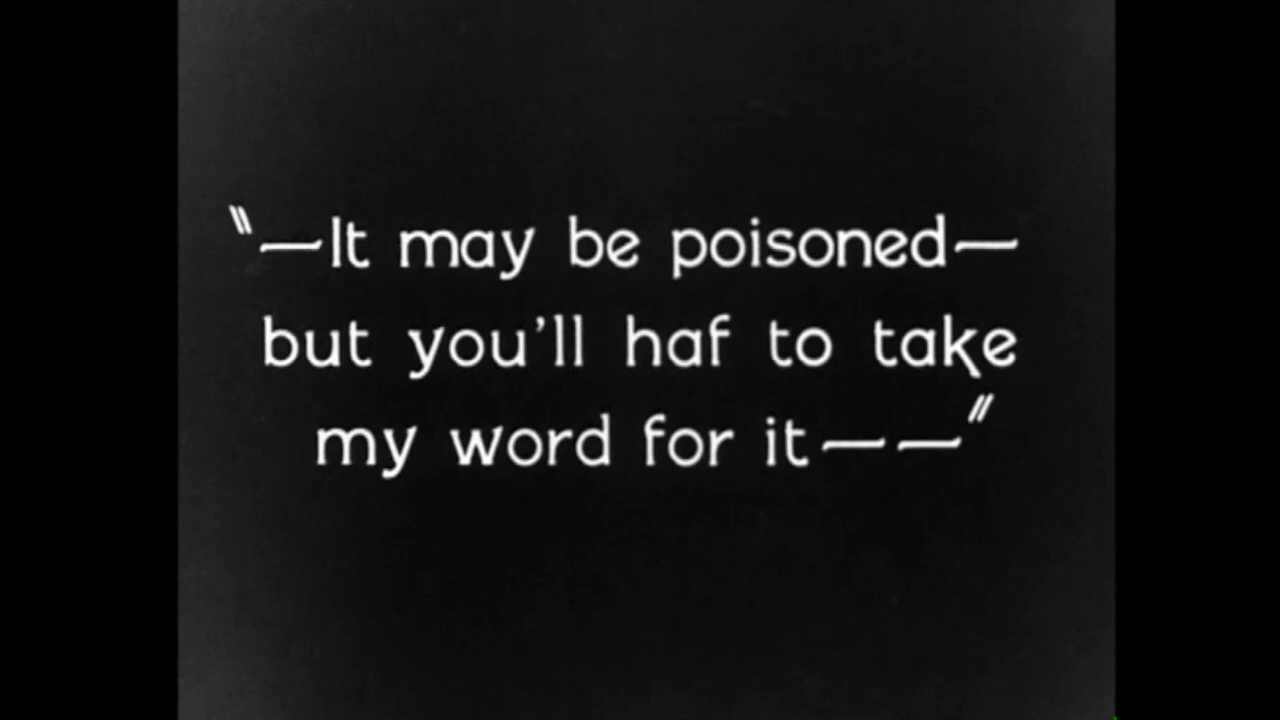 "—It may be poisoned—
but you'll haf to take
my word for it——"